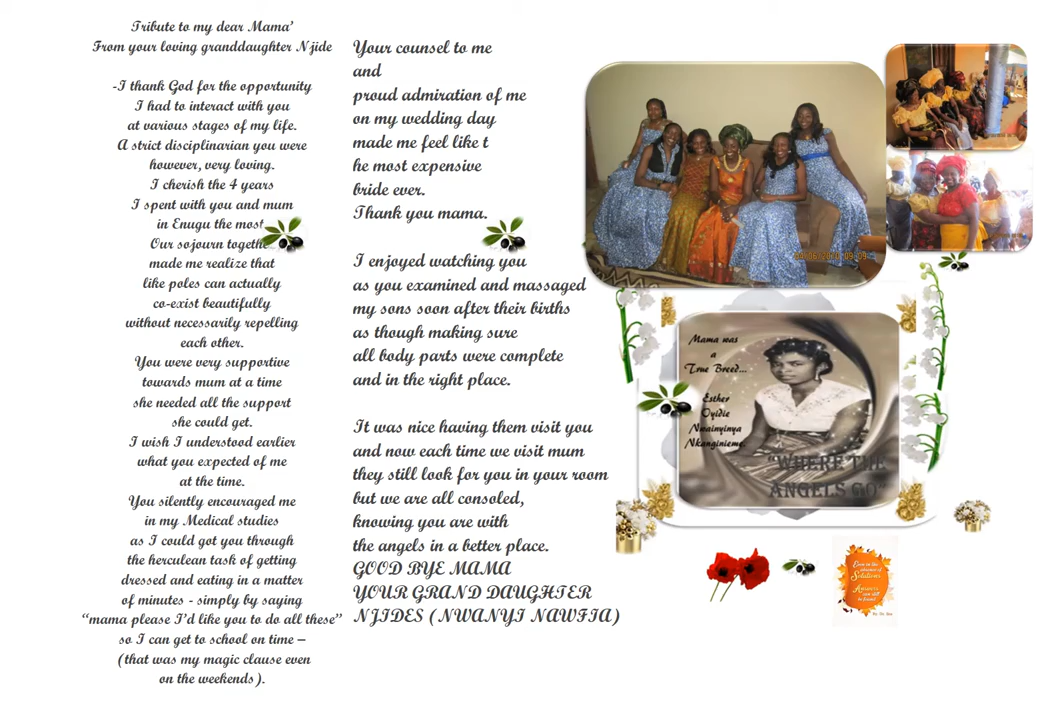 Tribute to my dear Mama'
From your loving granddaughter Njide
-I thank God for the opportunity
I had to interact with you
at various stages of my life.
A strict disciplinarian you were
however, very loving.
I cherish the 4 years
I spent with you and mum
in Enugu the most
Our sojourn togethe
made me realize that
like poles can actually
co-exist beautifully
without necessarily repelling
each other.
You were very supportive
towards mum at a time
she needed all the support
she could get.
I wish I understood earlier
what you expected of me
at the time.
You silently encouraged me
in my Medical studies
as I could got you through
the herculean task of getting
dressed and eating in a matter
of minutes - simply by saying
“mama please I'd like you to do all these”
so I can get to school on time –
(that was my magic clause even
on the weekends).
Your counsel to me
and
proud admiration of me
on my wedding day
made me feel like t
he most expensive
bride ever.
Thank you mama.
I enjoyed watching you
as you examined and massaged
my sons soon after their births
as though making sure
all body parts were complete
and in the right place.
It was nice having them visit you
and now each time we visit mum
they still look for you in your room
but we are all consoled,
knowing you are with
the angels in a better place.
GOOD BYE MAMA
YOUR GRAND DAUGHTER
NJIDES (NWANYI NAWFIA)
Mama was
a
True Breed...
Esther
Oyidie
Nwainyinya
Nkanginieme.
“WHERE THE
ANGELS GO”
Even in the
absence of
Solutions,
Answers
can still
be found.